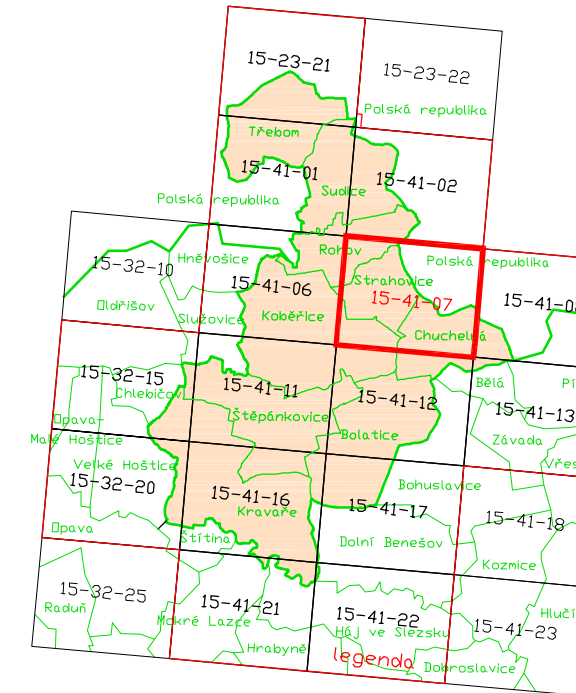 15-23-21
15-23-22
Polská republika
Třebom
15-41-01
15-41-02
Sudice
Polská republika
Rohov
Hněvošice
Polská republika
15-32-10
15-41-06
Strahovice
15-41-07
15-41-08
Oldřišov
Služovice
Kobeřice
Chuchelná
15-32-15
Chlebičov
15-41-11
15-41-12
Bělá
Pí
15-41-13
Opava-
Štěpánkovice
Malé Hoštice
Bolatice
Závada
Velké Hoštice
Vřes
15-32-20
15-41-16
Bohuslavice
Kravaře
15-41-17
15-41-18
Opava
Štítina
Dolní Benešov
Kozmice
15-32-25
Raduň
15-41-21
Mokré Lazce
15-41-22
Hlučí
Háj ve Slezsku
15-41-23
Hrabyně
legenda
Dobroslavice